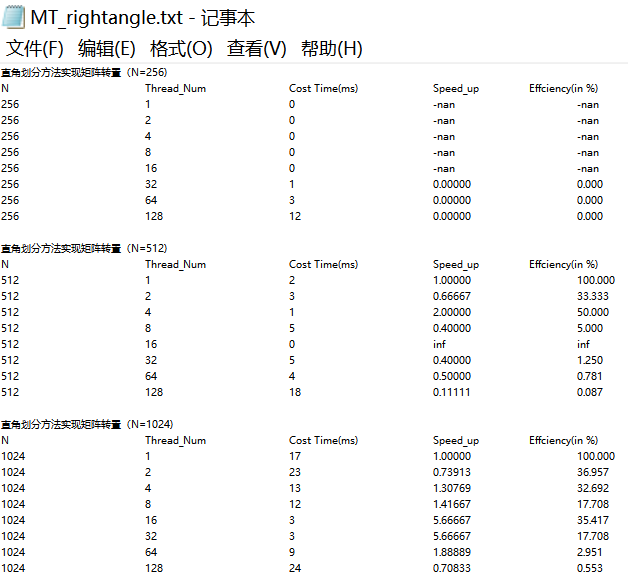 MT_rightangle.txt - 记事本
文件(F) 编辑(E) 格式(O) 查看(V) 帮助(H)
直角划分方法实现矩阵转置（N=256)
N Thread_Num Cost Time(ms) Speed_up Effciency(in %)
256 1 0 -nan -nan
256 2 0 -nan -nan
256 4 0 -nan -nan
256 8 0 -nan -nan
256 16 0 -nan -nan
256 32 1 0.00000 0.000
256 64 3 0.00000 0.000
256 128 12 0.00000 0.000
直角划分方法实现矩阵转置（N=512)
N Thread_Num Cost Time(ms) Speed_up Effciency(in %)
512 1 2 1.00000 100.000
512 2 3 0.66667 33.333
512 4 1 2.00000 50.000
512 8 5 0.40000 5.000
512 16 0 inf inf
512 32 5 0.40000 1.250
512 64 4 0.50000 0.781
512 128 18 0.11111 0.087
直角划分方法实现矩阵转置（N=1024)
N Thread_Num Cost Time(ms) Speed_up Effciency(in %)
1024 1 17 1.00000 100.000
1024 2 23 0.73913 36.957
1024 4 13 1.30769 32.692
1024 8 12 1.41667 17.708
1024 16 3 5.66667 35.417
1024 32 3 5.66667 17.708
1024 64 9 1.88889 2.951
1024 128 24 0.70833 0.553